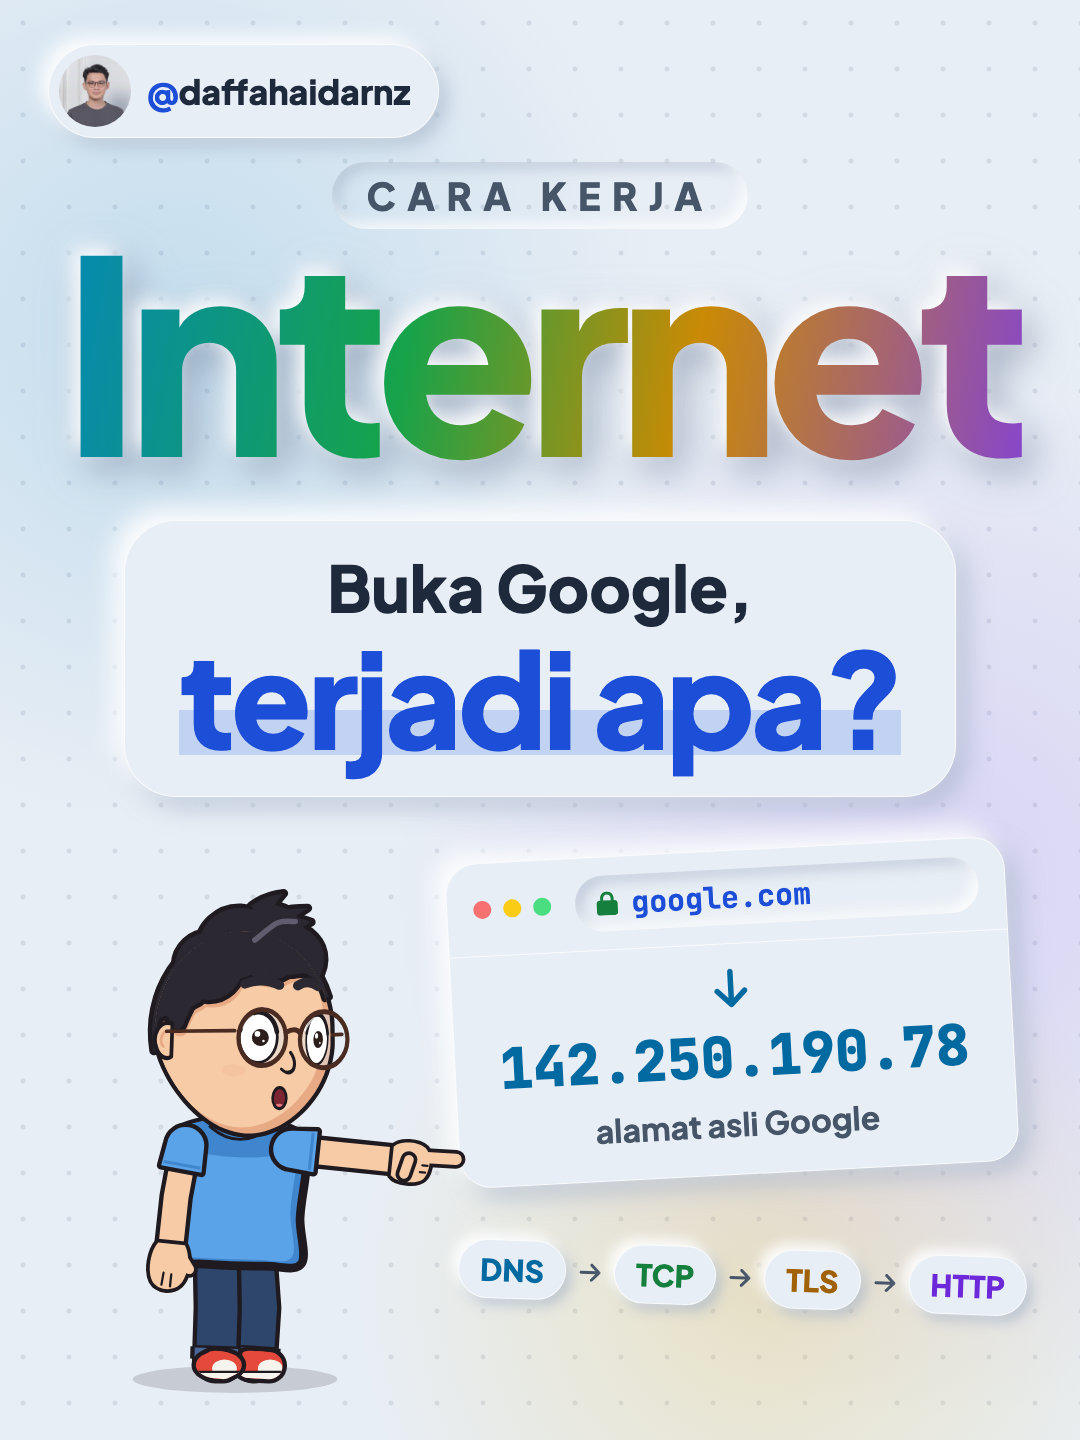 @daffahaidarnz
CARA KERJA
Internet
Buka Google,
terjadi apa?
google.com
↓
142.250.190.78
alamat asli Google
DNS → TCP → TLS → HTTP